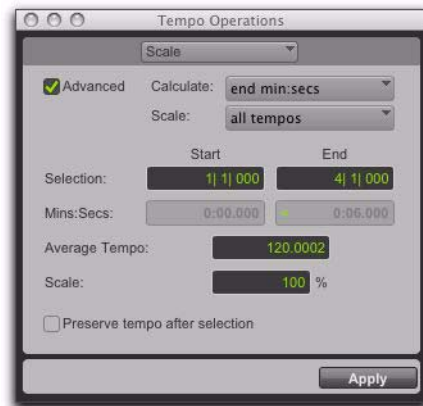 Tempo Operations
Scale
Advanced Calculate: end min:secs
Scale: all tempos
Start End
Selection: 1| 1| 000 4| 1| 000
Mins:Secs: 0:00.000 0:06.000
Average Tempo: 120.0002
Scale: 100 %
Preserve tempo after selection
Apply